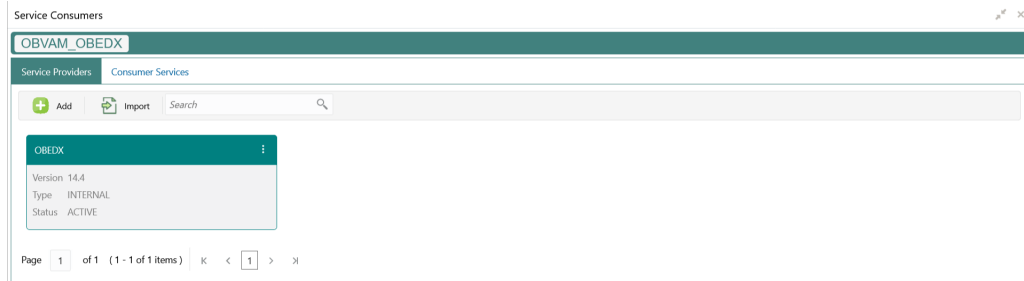 Service Consumers
OBVAM_OBEDX
Service Providers Consumer Services
Add Import Search
OBEDX
Version 14.4
Type INTERNAL
Status ACTIVE
Page 1 of 1 ( 1 - 1 of 1 items ) 1